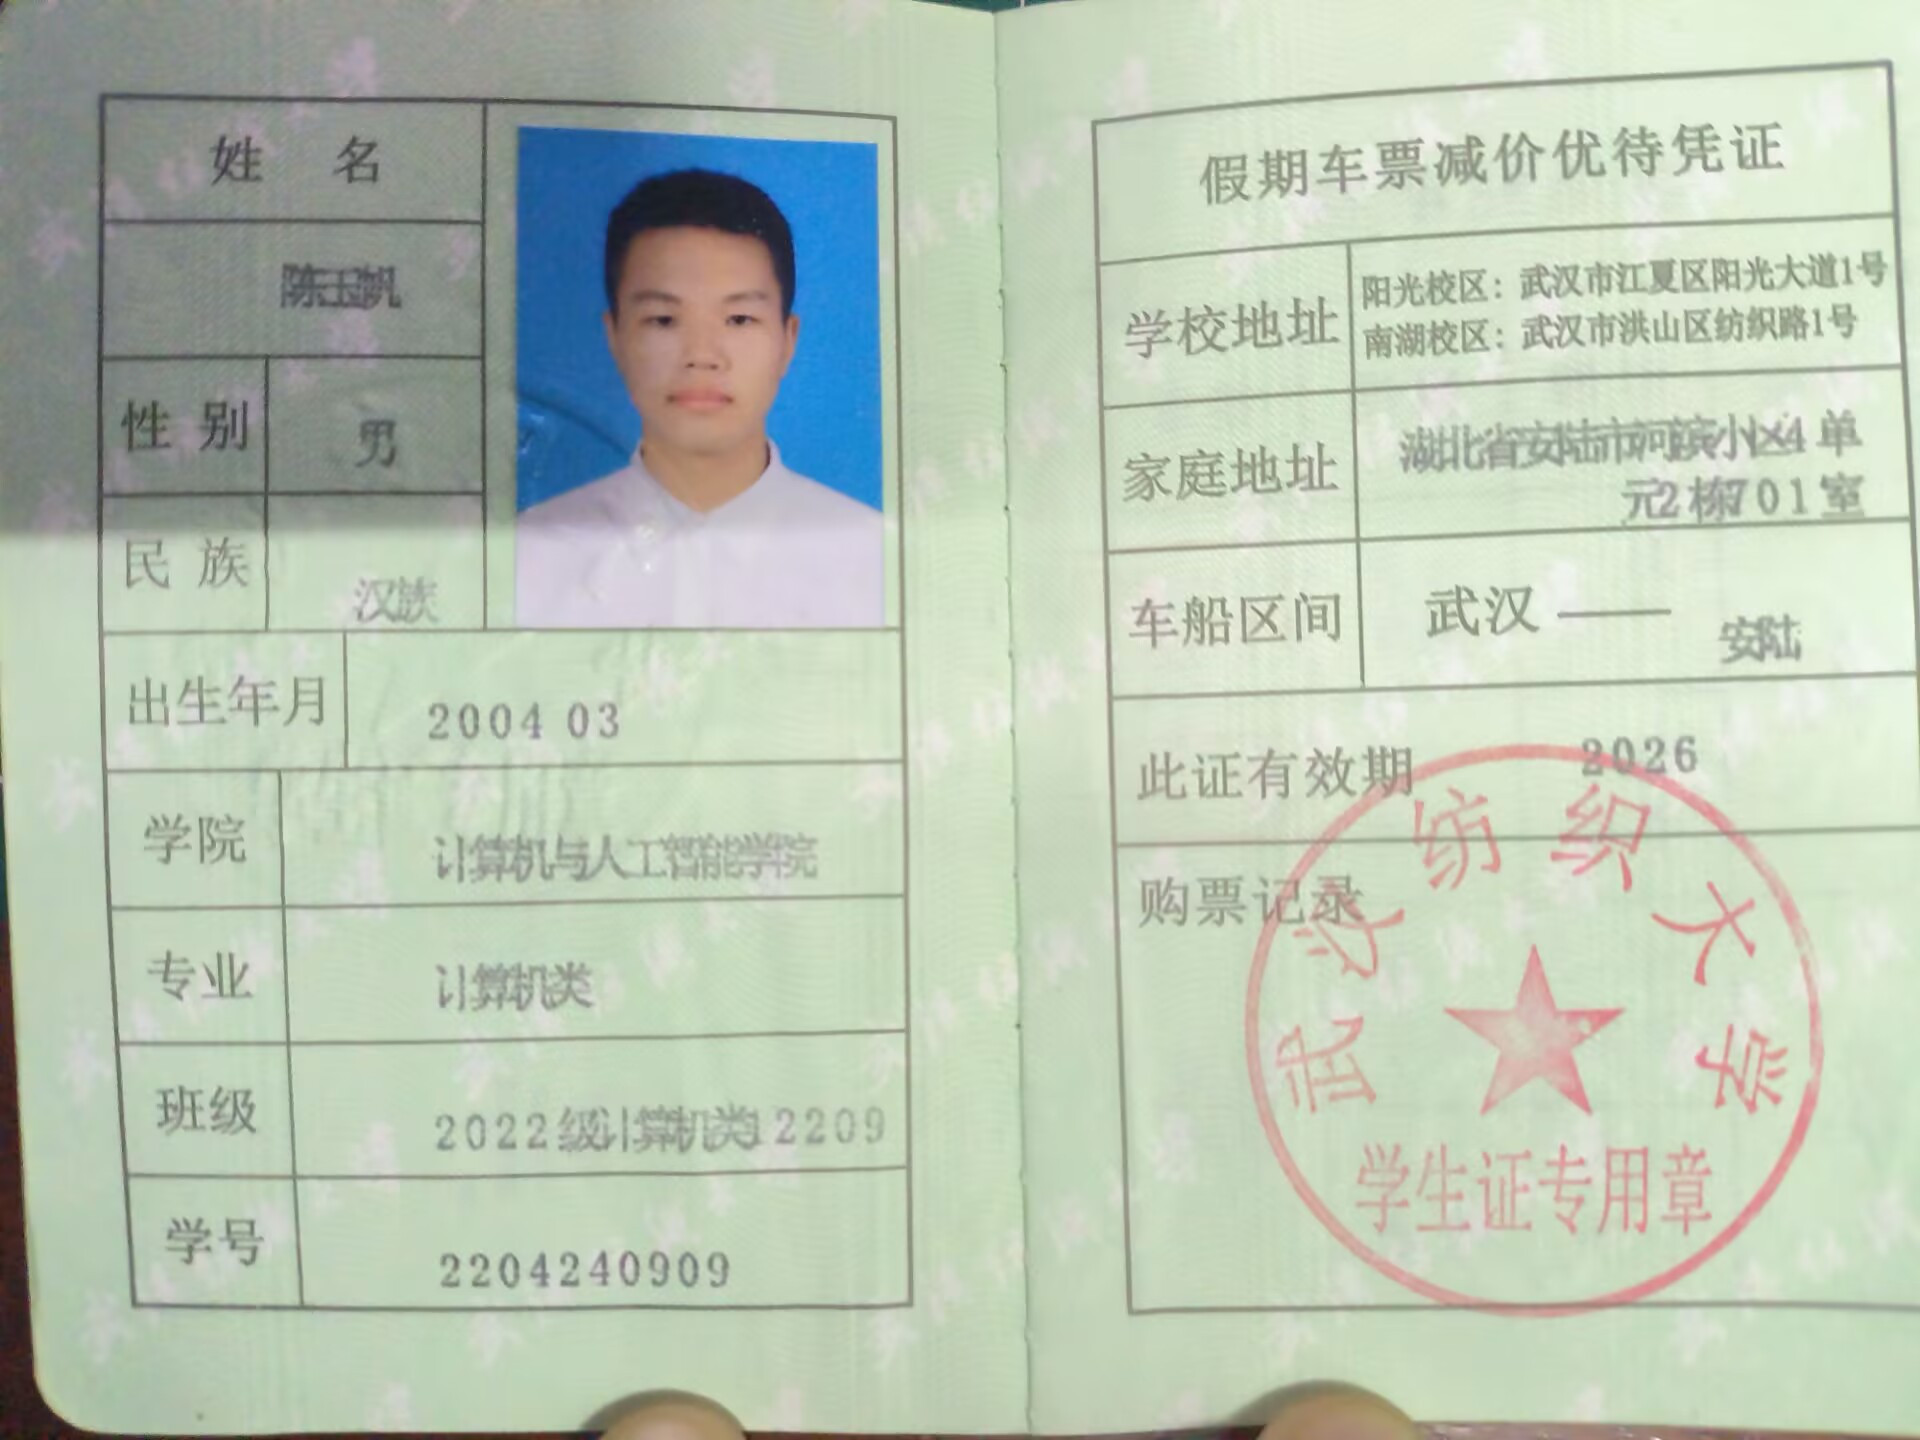 姓 名
陈玉帆
性 别
男
民 族
汉族
出生年月
2004 03
学院
计算机与人工智能学院
专业
计算机类
班级
2022级计算机类12209
学号
2204240909
假期车票减价优待凭证
学校地址
阳光校区：武汉市江夏区阳光大道1号
南湖校区：武汉市洪山区纺织路1号
家庭地址
湖北省安陆市河滨小区4单
元2栋701室
车船区间
武汉——安陆
此证有效期
2026
购票记录
武汉纺织大学
学生证专用章